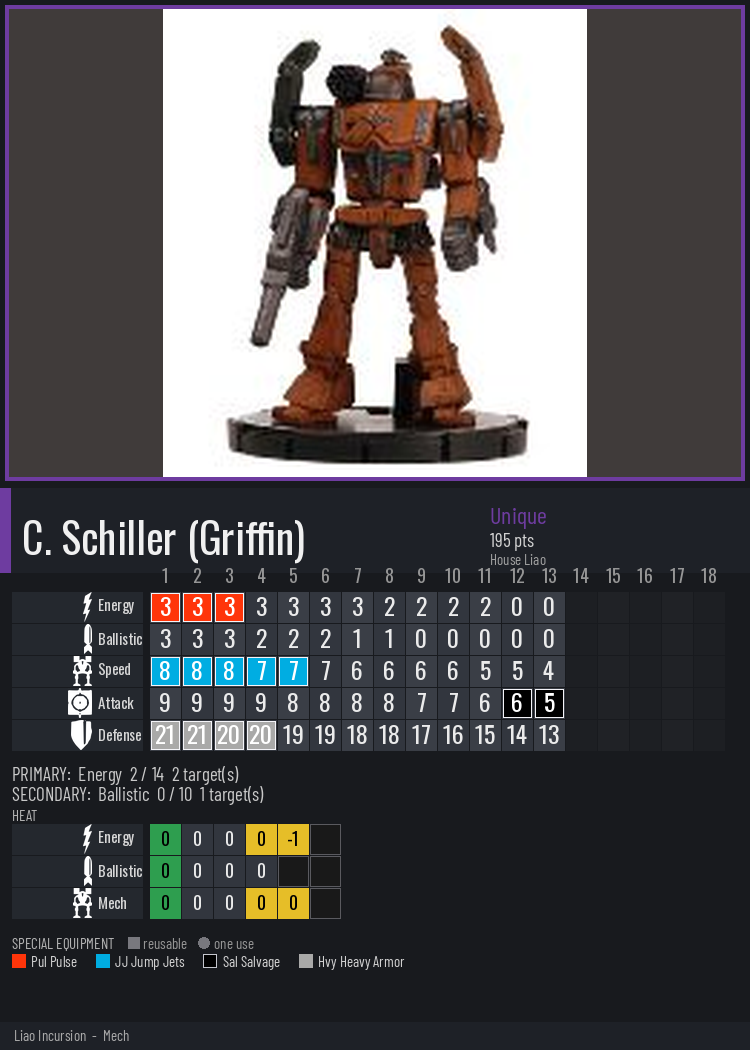 C. Schiller (Griffin)
Unique
195 pts
House Liao
1 2 3 4 5 6 7 8 9 10 11 12 13 14 15 16 17 18
Energy 3 3 3 3 3 3 3 2 2 2 2 0 0
Ballistic 3 3 3 2 2 2 1 1 0 0 0 0 0
Speed 8 8 8 7 7 7 6 6 6 6 5 5 4
Attack 9 9 9 9 8 8 8 8 7 7 6 6 5
Defense 21 21 20 20 19 19 18 18 17 16 15 14 13
PRIMARY: Energy 2 / 14 2 target(s)
SECONDARY: Ballistic 0 / 10 1 target(s)
HEAT
Energy 0 0 0 0 -1
Ballistic 0 0 0 0
Mech 0 0 0 0 0
SPECIAL EQUIPMENT reusable one use
Pul Pulse JJ Jump Jets Sal Salvage Hvy Heavy Armor
Liao Incursion - Mech